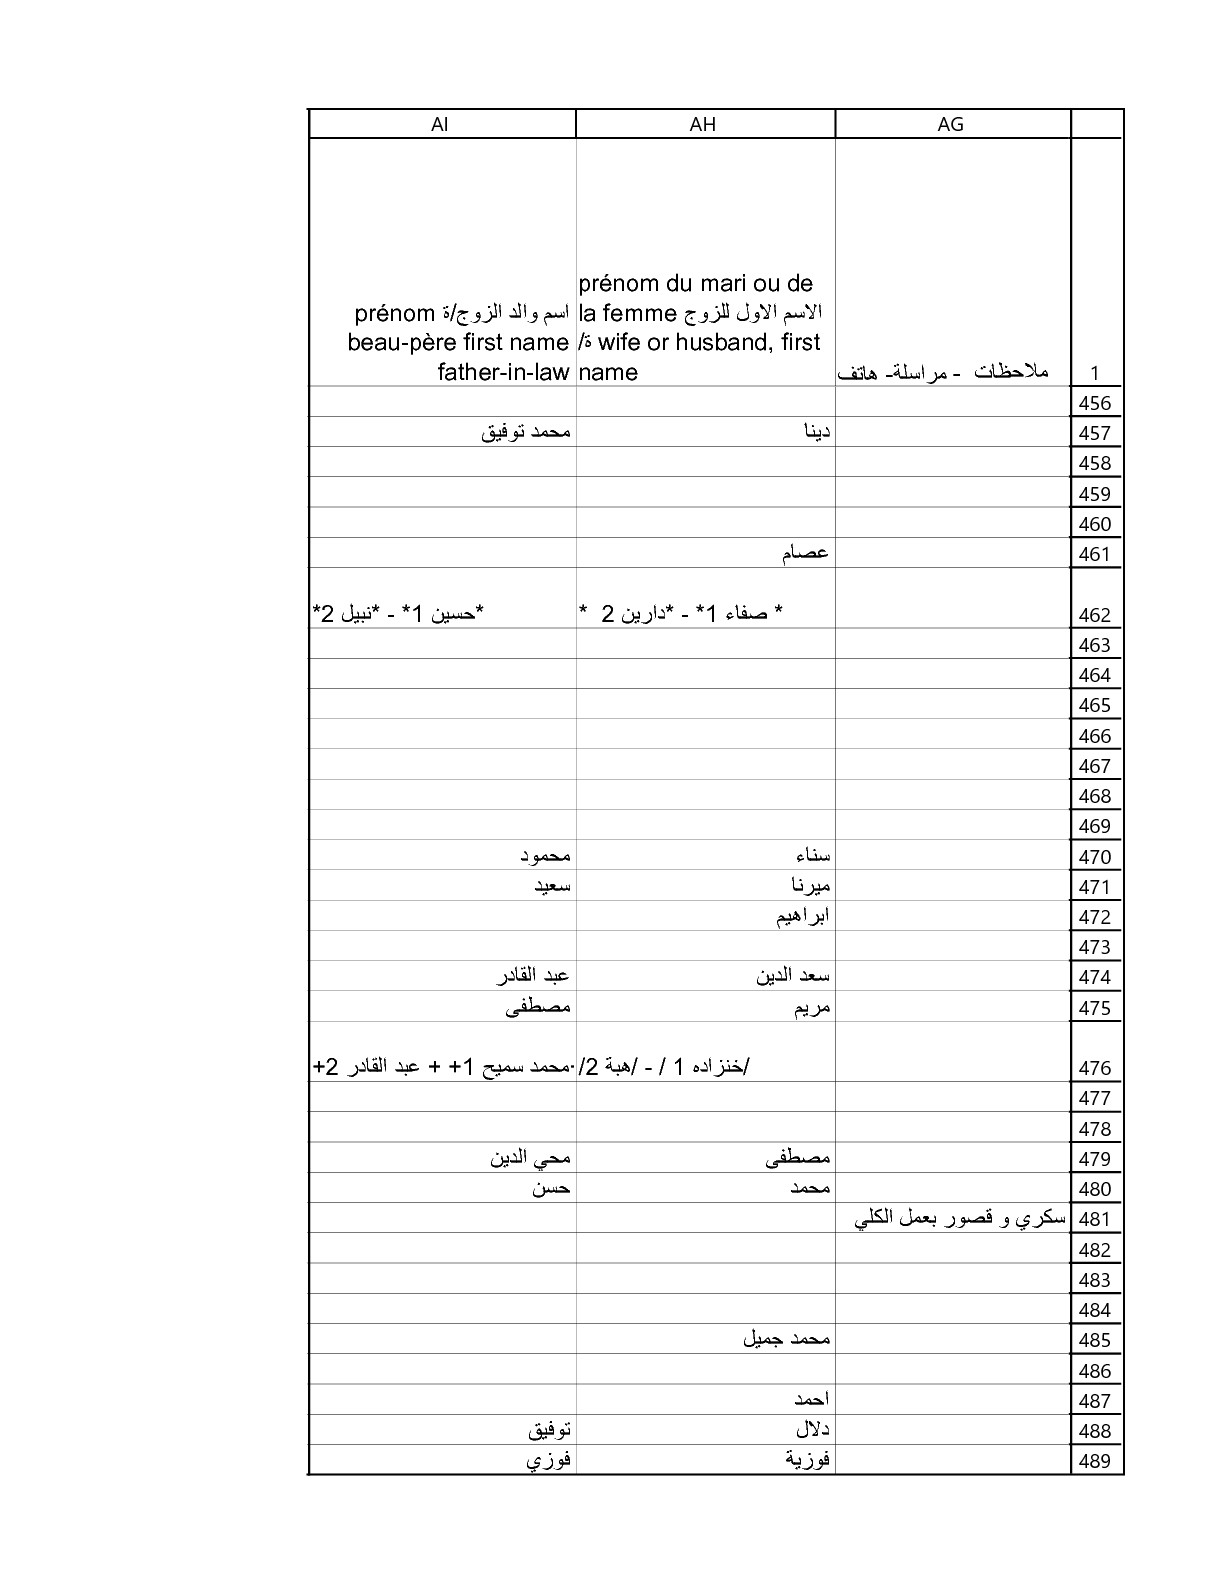 AI AH AG
prénom du mari ou de
prénom اسم والد الزوج/ة la femme الاسم الاول للزوج
beau-père first name /ة wife or husband, first
father-in-law name ملاحظات - مراسلة- هاتف 1
456
457 دينا محمد توفيق
458
459
460
461 عصام
462 * صفاء 1* - *دارين 2 * *حسين 1* - *نبيل 2*
463
464
465
466
467
468
469
470 سناء محمود
471 ميرنا سعيد
472 ابراهيم
473
474 سعد الدين عبد القادر
475 مريم مصطفى
476 /خنزاده 1 / - /هبة 2/ محمد سميح 1+ + عبد القادر 2+
477
478
479 مصطفى محي الدين
480 محمد حسن
481 سكري و قصور بعمل الكلي
482
483
484
485 محمد جميل
486
487 احمد
488 دلال توفيق
489 فوزية فوزي